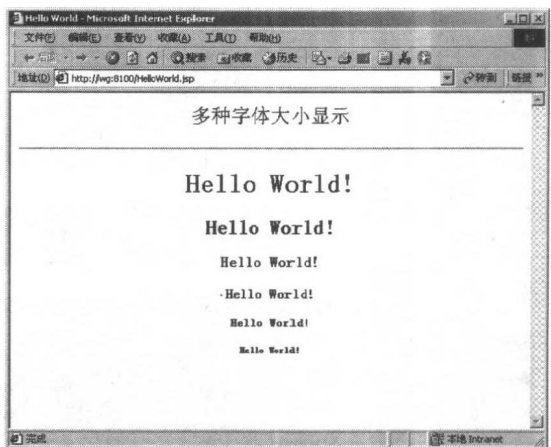 Hello World - Microsoft Internet Explorer
文件(F) 编辑(E) 查看(V) 收藏(A) 工具(T) 帮助(H)
搜索 收藏 历史
地址(D) http://wg:8100/HelloWorld.jsp 转到 链接 »
多种字体大小显示
Hello World!
Hello World!
Hello World!
Hello World!
Hello World!
Hello World!
完成 本地 Intranet